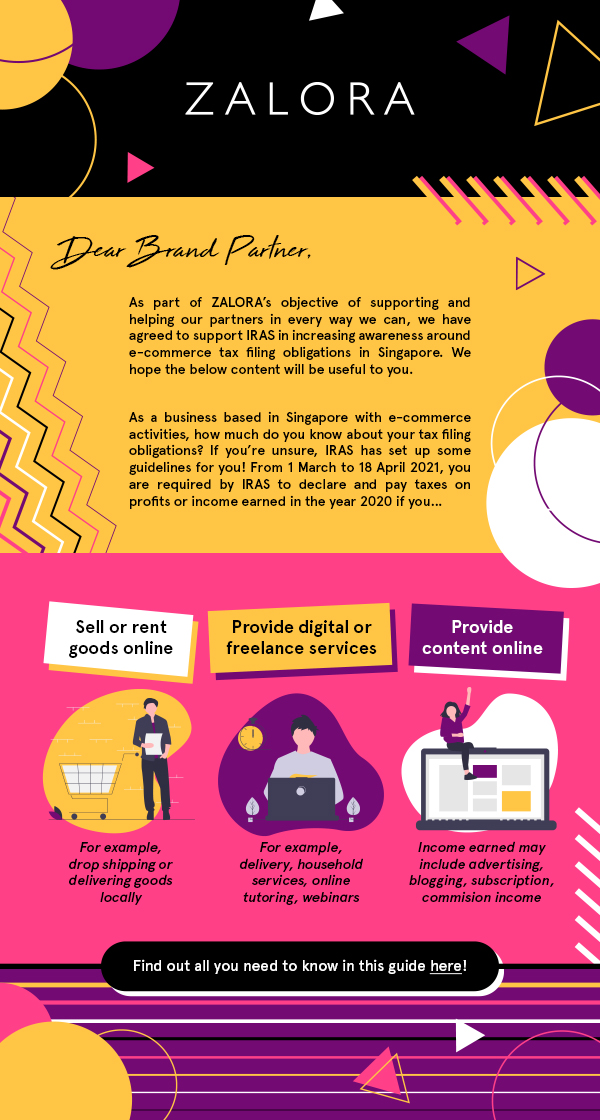 ZALORA
Dear Brand Partner,
As part of ZALORA's objective of supporting and
helping our partners in every way we can, we have
agreed to support IRAS in increasing awareness around
e-commerce tax filing obligations in Singapore. We
hope the below content will be useful to you.
As a business based in Singapore with e-commerce
activities, how much do you know about your tax filing
obligations? If you're unsure, IRAS has set up some
guidelines for you! From 1 March to 18 April 2021, you
are required by IRAS to declare and pay taxes on
profits or income earned in the year 2020 if you...
Sell or rent
goods online
Provide digital or
freelance services
Provide
content online
For example,
drop shipping or
delivering goods
locally
For example,
delivery, household
services, online
tutoring, webinars
Income earned may
include advertising,
blogging, subscription,
commision income
Find out all you need to know in this guide here!